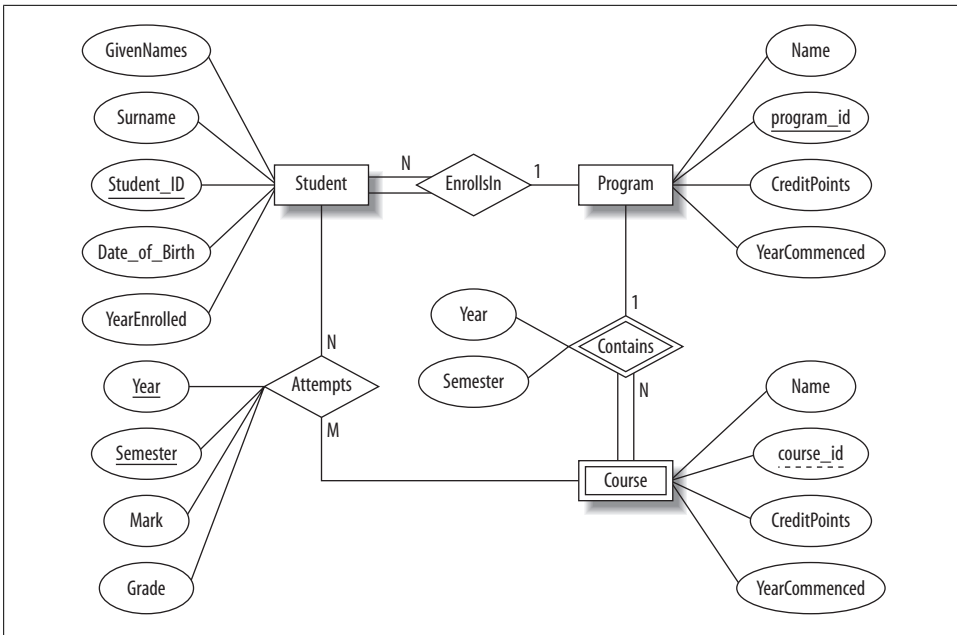 GivenNames
Surname
Student_ID
Date_of_Birth
YearEnrolled
Student
N
EnrollsIn
1
Program
Name
program_id
CreditPoints
YearCommenced
N
Attempts
M
Year
Semester
Mark
Grade
1
Contains
N
Year
Semester
Course
Name
course_id
CreditPoints
YearCommenced